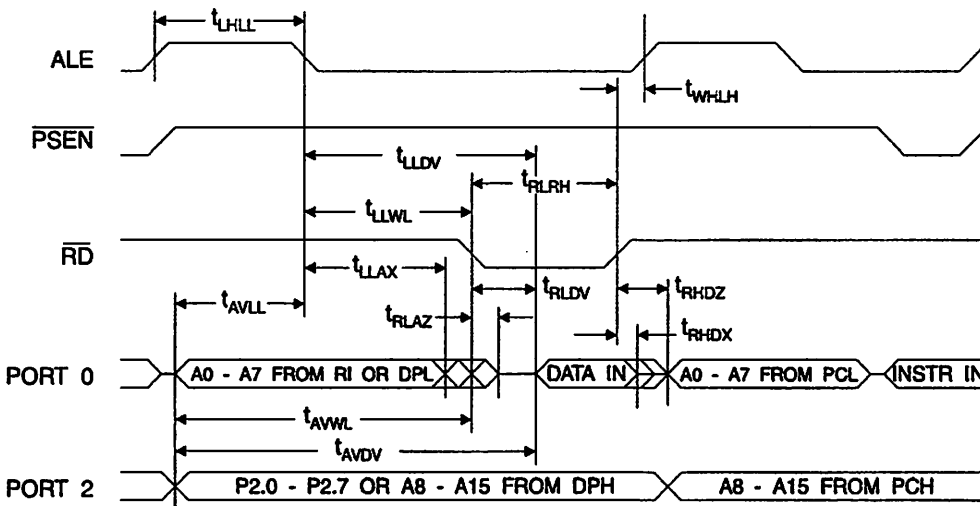 tLHLL
ALE
tWHLH
PSEN
tLLDV
tRLRH
tLLWL
RD
tLLAX
tRLDV
tRHDZ
tAVLL
tRLAZ
tRHDX
PORT 0
A0 - A7 FROM RI OR DPL
DATA IN
A0 - A7 FROM PCL
INSTR IN
tAVWL
tAVDV
PORT 2
P2.0 - P2.7 OR A8 - A15 FROM DPH
A8 - A15 FROM PCH